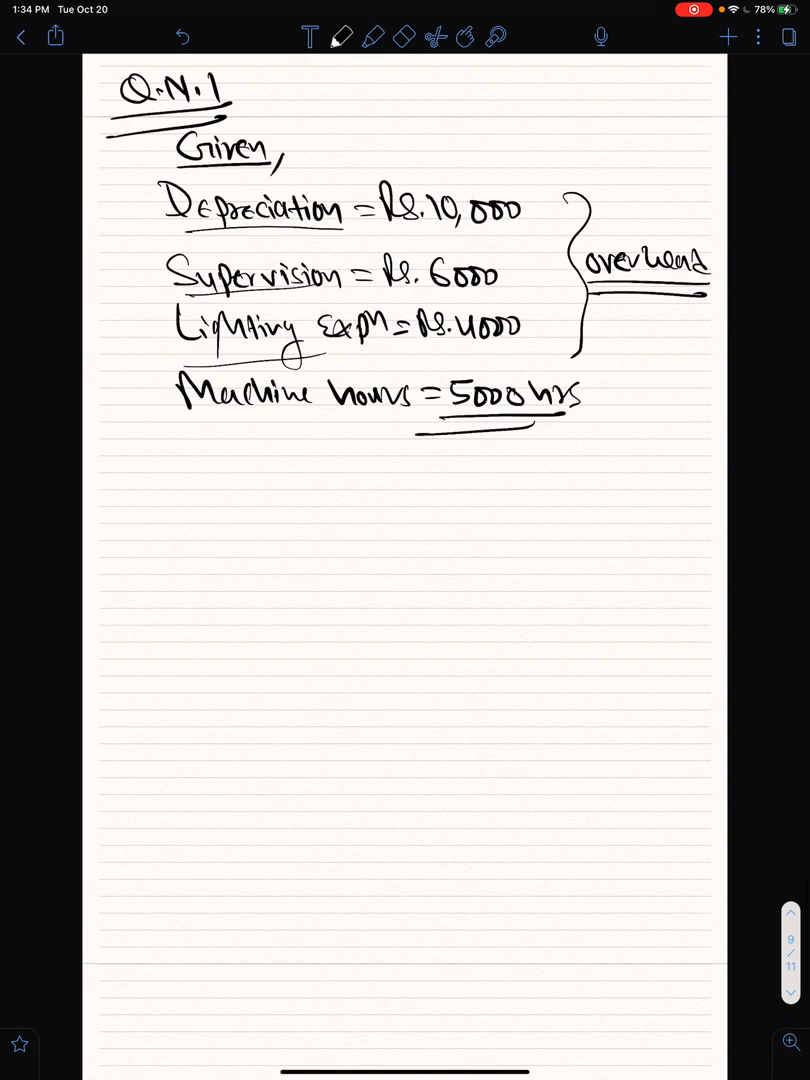 1:34 PM Tue Oct 20
78%
T
Q.N.1
Given,
Depreciation = Rs. 10,000
Supervision = Rs. 6000
overhead
Lighting Expn = Rs. 4000
Machine hours = 5000 hrs
9
/
11